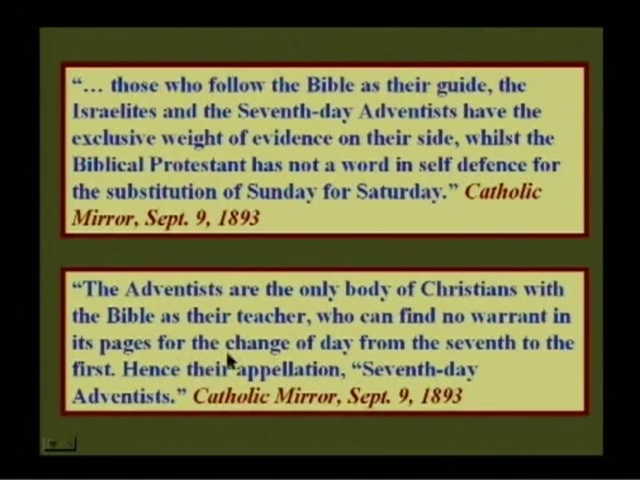 “... those who follow the Bible as their guide, the
Israelites and the Seventh-day Adventists have the
exclusive weight of evidence on their side, whilst the
Biblical Protestant has not a word in self defence for
the substitution of Sunday for Saturday.” Catholic
Mirror, Sept. 9, 1893
“The Adventists are the only body of Christians with
the Bible as their teacher, who can find no warrant in
its pages for the change of day from the seventh to the
first. Hence their appellation, “Seventh-day
Adventists.” Catholic Mirror, Sept. 9, 1893